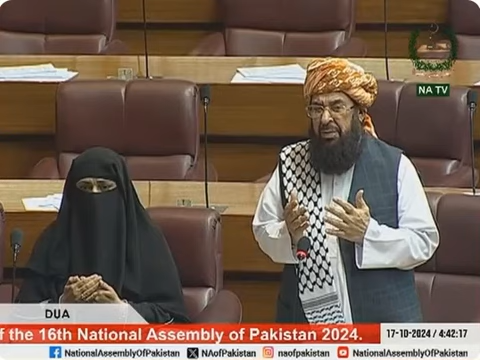 NA TV
DUA
of the 16th National Assembly of Pakistan 2024.
17-10-2024 / 4:42:17
NationalAssemblyOfPakistan
NAofPakistan
naofpakistan
NationalAssemblyOfPakistan